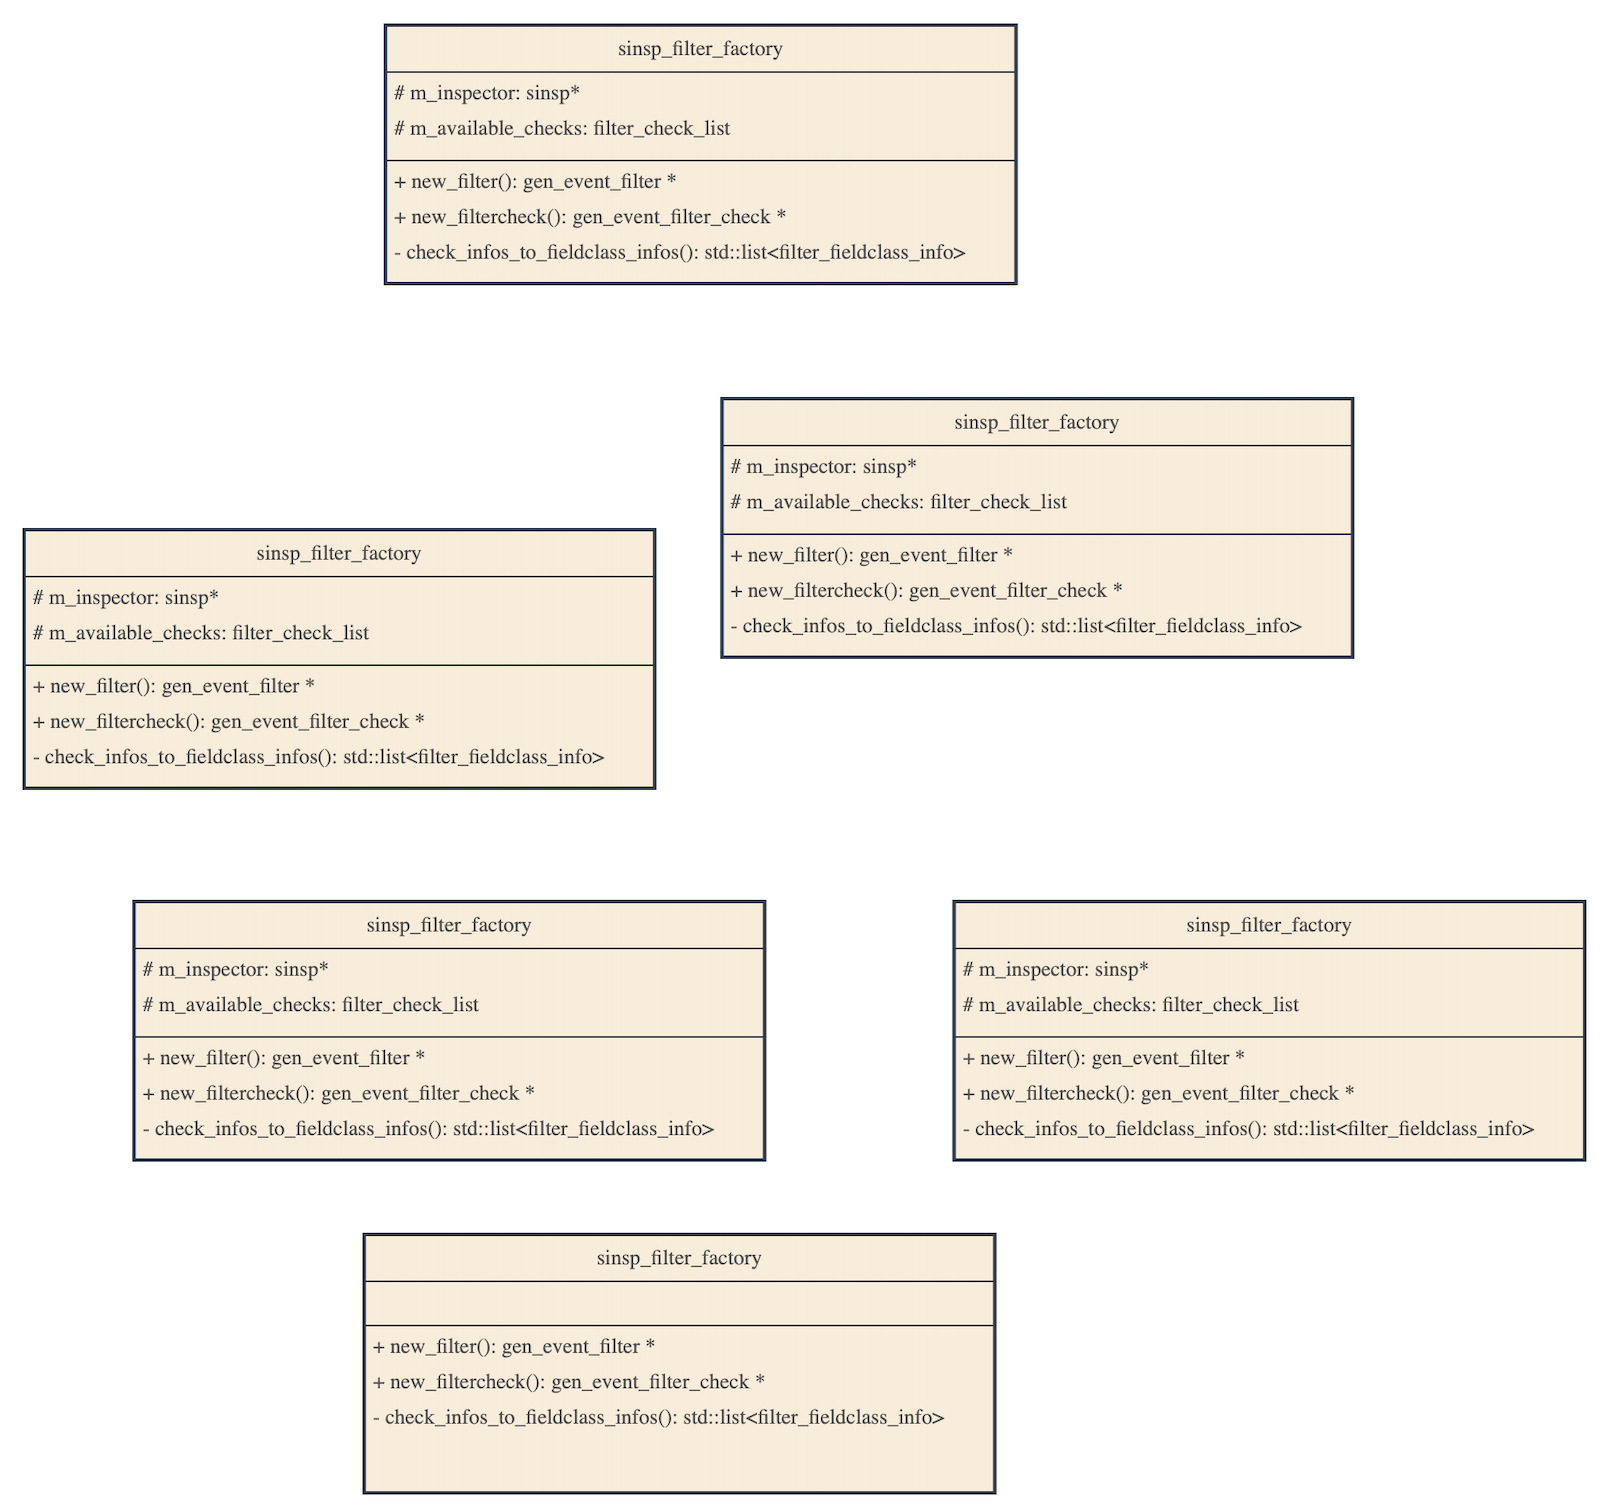 sinsp_filter_factory
# m_inspector: sinsp*
# m_available_checks: filter_check_list
+ new_filter(): gen_event_filter *
+ new_filtercheck(): gen_event_filter_check *
- check_infos_to_fieldclass_infos(): std::list<filter_fieldclass_info>
sinsp_filter_factory
# m_inspector: sinsp*
# m_available_checks: filter_check_list
+ new_filter(): gen_event_filter *
+ new_filtercheck(): gen_event_filter_check *
- check_infos_to_fieldclass_infos(): std::list<filter_fieldclass_info>
sinsp_filter_factory
# m_inspector: sinsp*
# m_available_checks: filter_check_list
+ new_filter(): gen_event_filter *
+ new_filtercheck(): gen_event_filter_check *
- check_infos_to_fieldclass_infos(): std::list<filter_fieldclass_info>
sinsp_filter_factory
# m_inspector: sinsp*
# m_available_checks: filter_check_list
+ new_filter(): gen_event_filter *
+ new_filtercheck(): gen_event_filter_check *
- check_infos_to_fieldclass_infos(): std::list<filter_fieldclass_info>
sinsp_filter_factory
# m_inspector: sinsp*
# m_available_checks: filter_check_list
+ new_filter(): gen_event_filter *
+ new_filtercheck(): gen_event_filter_check *
- check_infos_to_fieldclass_infos(): std::list<filter_fieldclass_info>
sinsp_filter_factory
+ new_filter(): gen_event_filter *
+ new_filtercheck(): gen_event_filter_check *
- check_infos_to_fieldclass_infos(): std::list<filter_fieldclass_info>